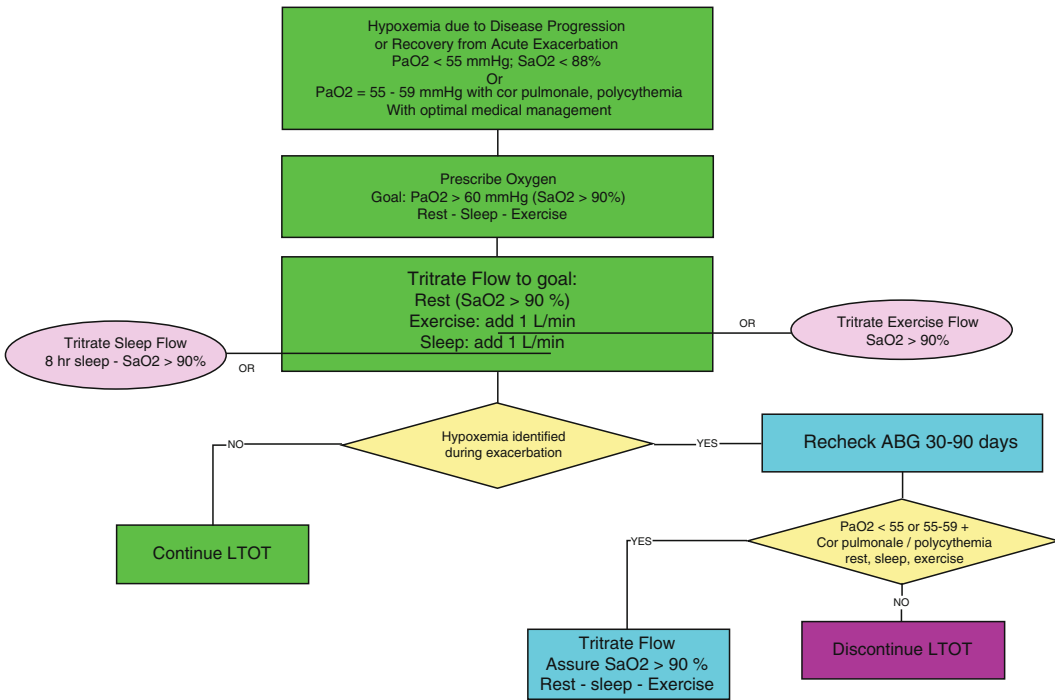 Hypoxemia due to Disease Progression
or Recovery from Acute Exacerbation
PaO2 < 55 mmHg; SaO2 < 88%
Or
PaO2 = 55 - 59 mmHg with cor pulmonale, polycythemia
With optimal medical management
Prescribe Oxygen
Goal: PaO2 > 60 mmHg (SaO2 > 90%)
Rest - Sleep - Exercise
Tritrate Flow to goal:
Rest (SaO2 > 90 %)
Exercise: add 1 L/min
Sleep: add 1 L/min
OR
Tritrate Exercise Flow
SaO2 > 90%
Tritrate Sleep Flow
8 hr sleep - SaO2 > 90%
OR
Hypoxemia identified
during exacerbation
NO
YES
Recheck ABG 30-90 days
Continue LTOT
PaO2 < 55 or 55-59 +
Cor pulmonale / polycythemia
rest, sleep, exercise
YES
NO
Tritrate Flow
Assure SaO2 > 90 %
Rest - sleep - Exercise
Discontinue LTOT